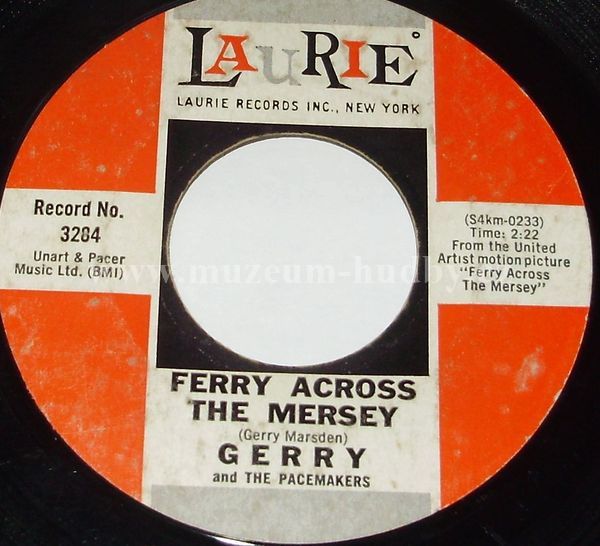 LAURIE
LAURIE RECORDS INC., NEW YORK
Record No.
3284
Unart & Pacer
Music Ltd. (BMI)
(S4km-0233)
Time: 2:22
From the United
Artist motion picture
"Ferry Across
The Mersey"
www.muzeum-hudby
FERRY ACROSS
THE MERSEY
(Gerry Marsden)
GERRY
and THE PACEMAKERS